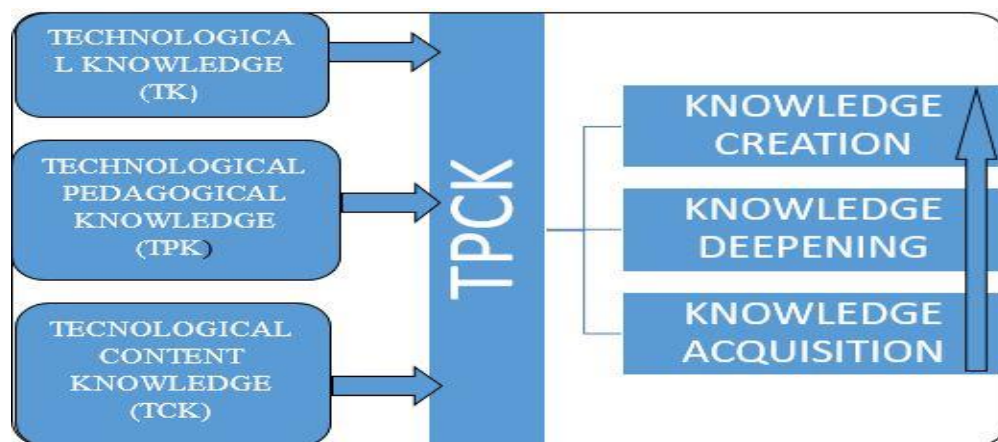 TECHNOLOGICA
L KNOWLEDGE
(TK)
TECHNOLOGICAL
PEDAGOGICAL
KNOWLEDGE
(TPK)
TECNOLOGICAL
CONTENT
KNOWLEDGE
(TCK)
TPCK
KNOWLEDGE
CREATION
KNOWLEDGE
DEEPENING
KNOWLEDGE
ACQUISITION